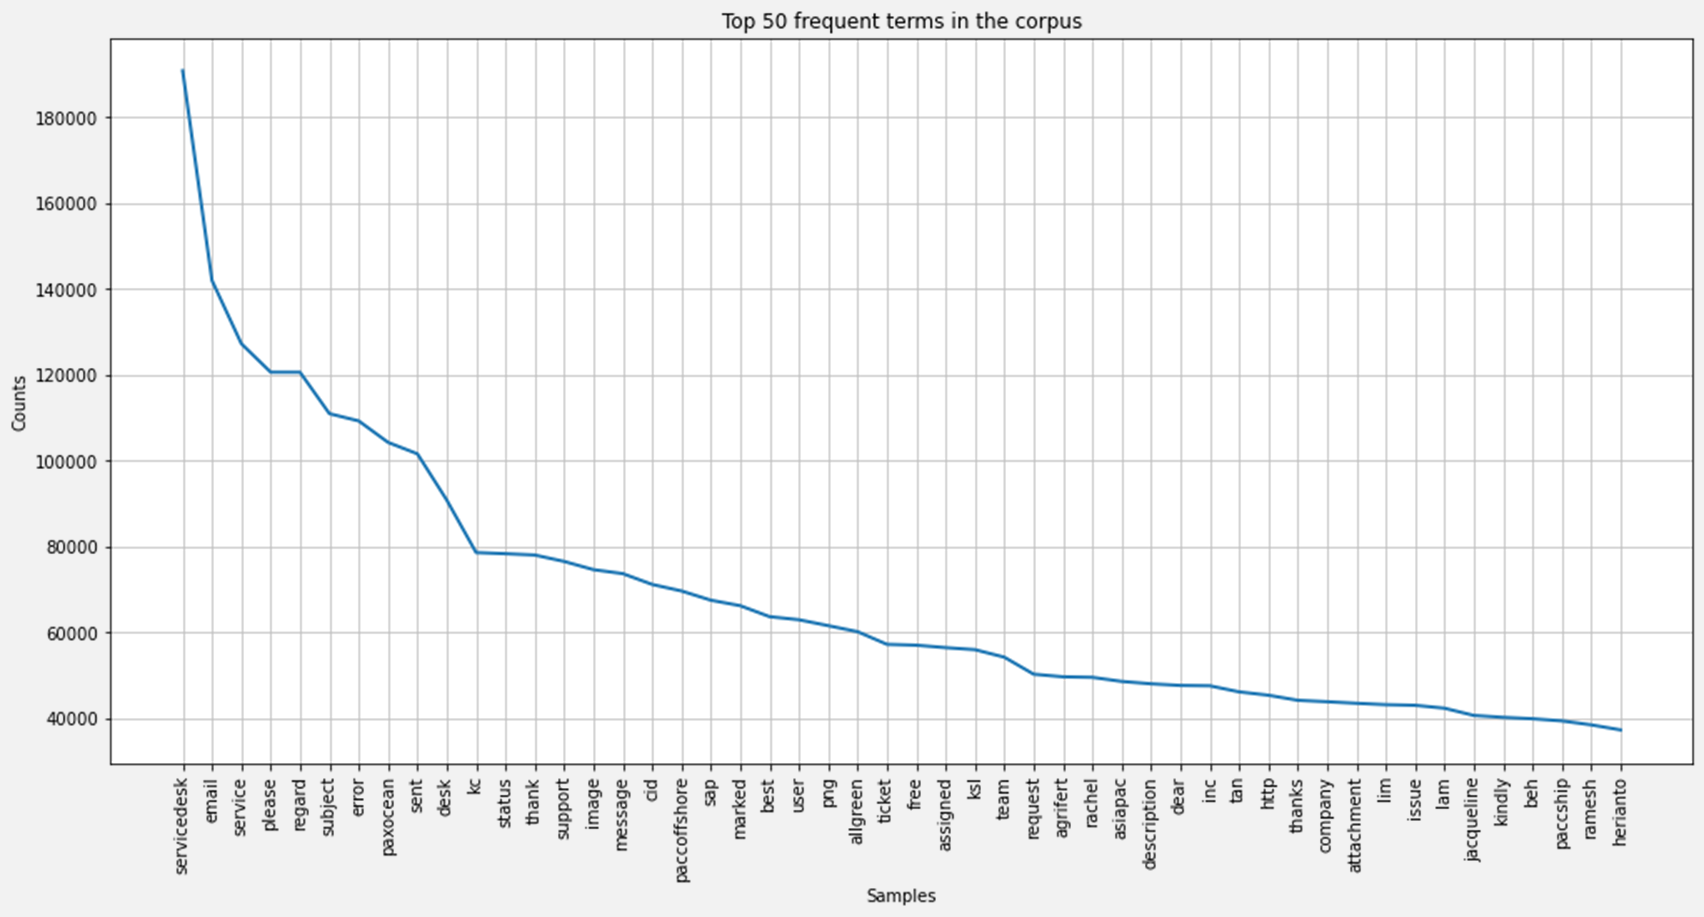 Top 50 frequent terms in the corpus
180000
160000
140000
120000
100000
80000
60000
40000
Counts
servicedesk
email
service
please
regard
subject
error
paxocean
sent
desk
kc
status
thank
support
image
message
cid
paccoffshore
sap
marked
best
user
png
allgreen
ticket
free
assigned
ksl
team
request
agrifert
rachel
asiapac
description
dear
inc
tan
http
thanks
company
attachment
lim
issue
lam
jacqueline
kindly
beh
paccship
ramesh
herianto
Samples